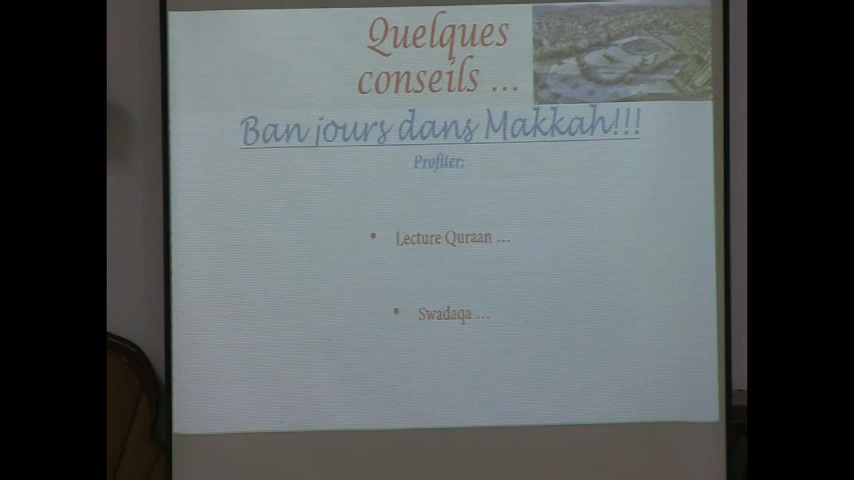 Quelques
conseils ...
Ban jours dans Makkah!!!
Profiter:
• Lecture Quraan ...
• Swadaqa ...